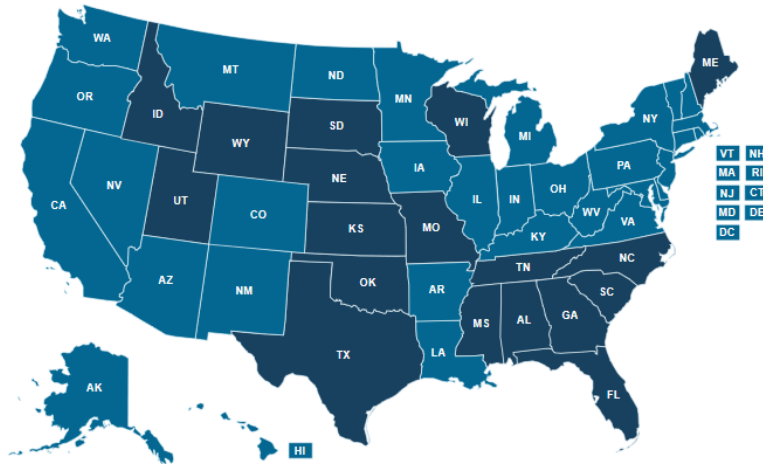 WA
ME
MT
ND
OR
MN
ID
SD
WI
NY
WY
MI
IA
PA
NE
NV
OH
IL
IN
UT
CO
CA
WV
VA
KS
MO
KY
NC
TN
AZ
OK
NM
AR
SC
MS
AL
GA
TX
LA
AK
FL
HI
VT NH
MA RI
NJ CT
MD DE
DC